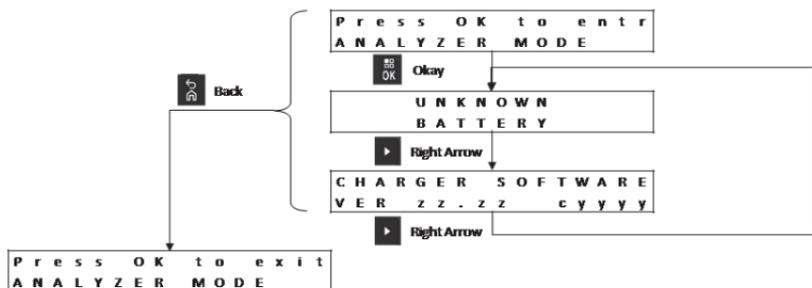 Press OK to entr
ANALYZER MODE
OK Okay
Back
UNKNOWN
BATTERY
Right Arrow
CHARGER SOFTWARE
VER zz.zz cyyyy
Right Arrow
Press OK to exit
ANALYZER MODE